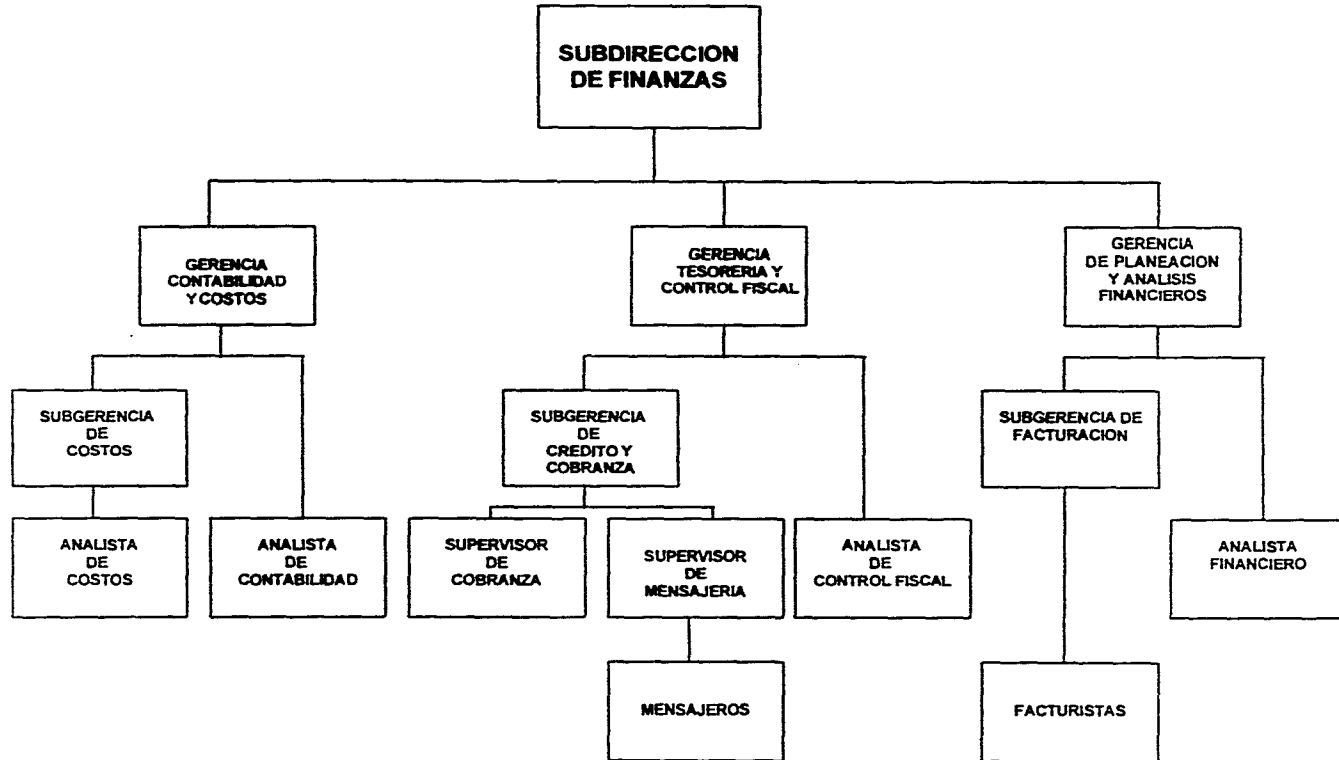 SUBDIRECCION
DE FINANZAS
GERENCIA
CONTABILIDAD
Y COSTOS
GERENCIA
TESORERIA Y
CONTROL FISCAL
GERENCIA
DE PLANEACION
Y ANALISIS
FINANCIEROS
SUBGERENCIA
DE
COSTOS
SUBGERENCIA
DE
CREDITO Y
COBRANZA
SUBGERENCIA DE
FACTURACION
ANALISTA
DE
COSTOS
ANALISTA
DE
CONTABILIDAD
SUPERVISOR
DE
COBRANZA
SUPERVISOR
DE
MENSAJERIA
ANALISTA
DE
CONTROL FISCAL
ANALISTA
FINANCIERO
MENSAJEROS
FACTURISTAS